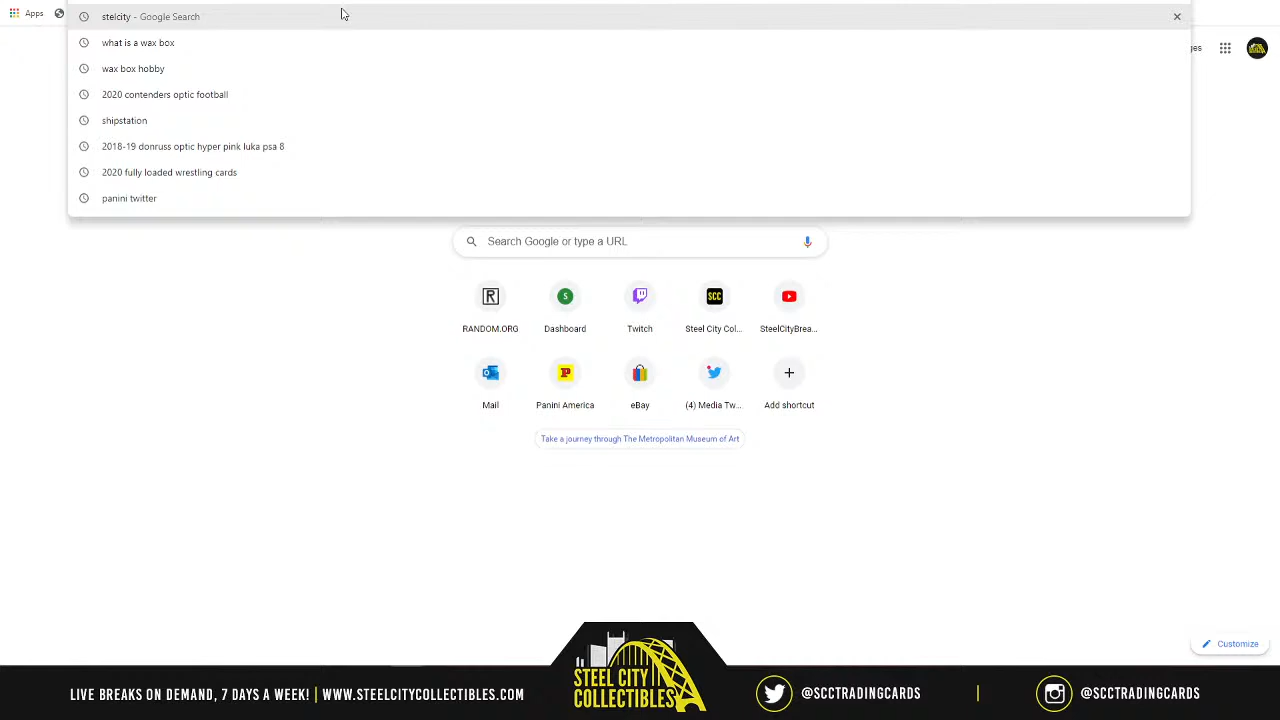 Apps
stelcity - Google Search
what is a wax box
wax box hobby
2020 contenders optic football
shipstation
2018-19 donruss optic hyper pink luka psa 8
2020 fully loaded wrestling cards
panini twitter
Search Google or type a URL
RANDOM.ORG
Dashboard
Twitch
Steel City Col...
SteelCityBrea...
Mail
Panini America
eBay
(4) Media Tw...
Add shortcut
Take a journey through The Metropolitan Museum of Art
Customize
LIVE BREAKS ON DEMAND, 7 DAYS A WEEK! | WWW.STEELCITYCOLLECTIBLES.COM
STEEL CITY
COLLECTIBLES
@SCCTRADINGCARDS
@SCCTRADINGCARDS